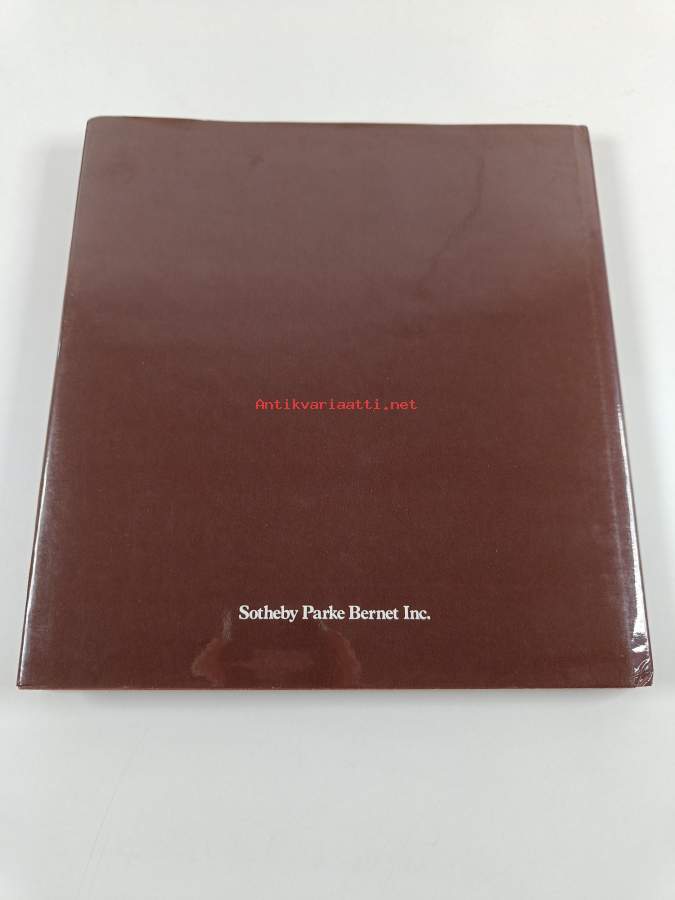 Antikvariaatti.net
Sotheby Parke Bernet Inc.